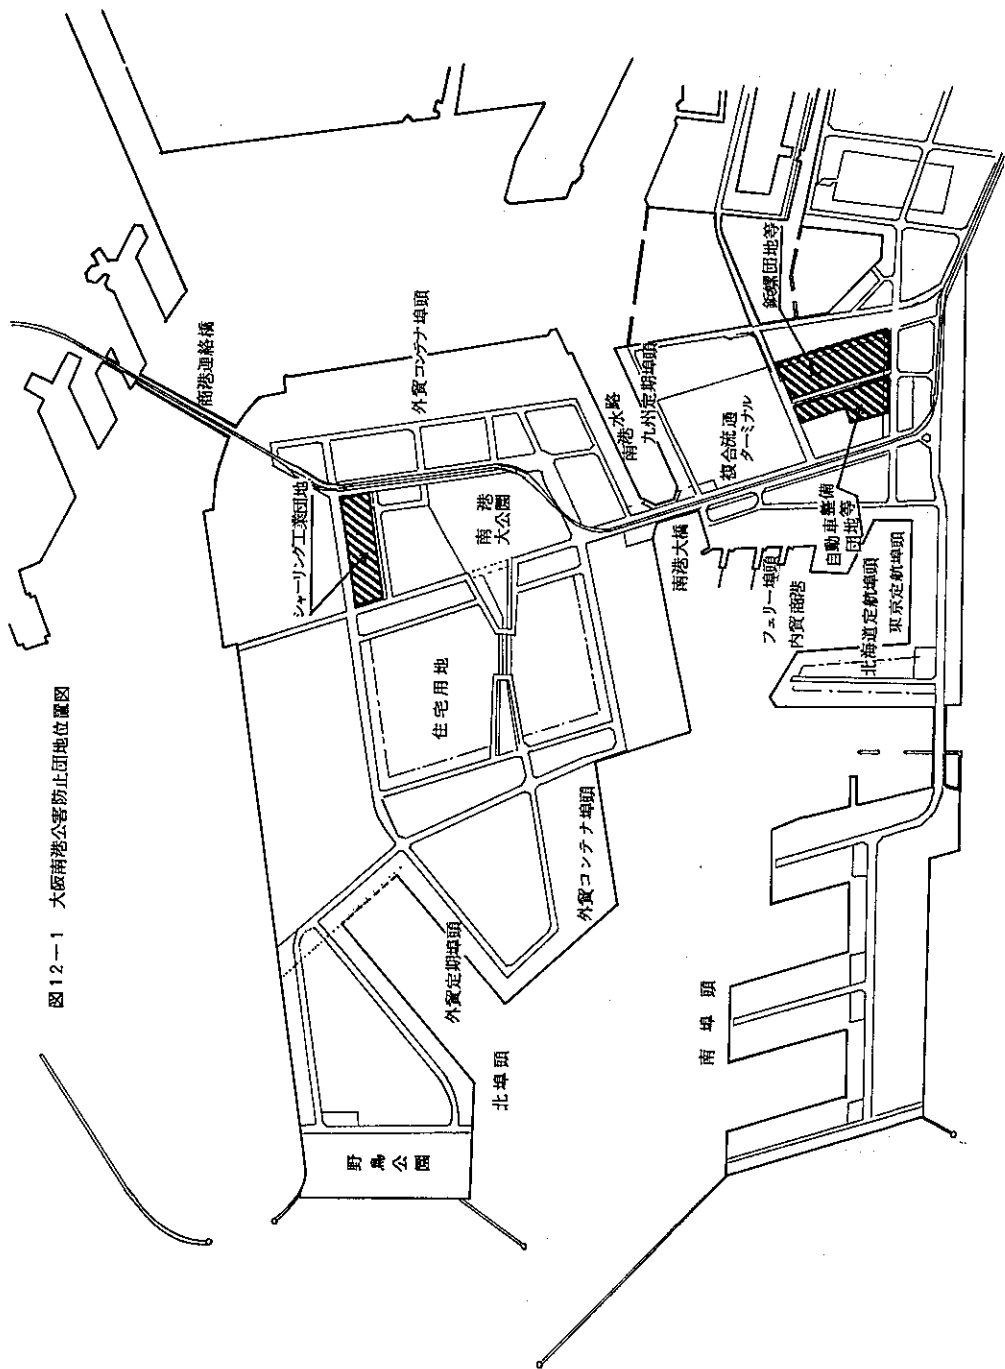 図12－1　大阪南港公害防止団地位置図
商港連絡橋
外貿コンテナ埠頭
シャーリング工業団地
南港
大公園
住宅用地
外貿コンテナ埠頭
外貿定期埠頭
北埠頭
野鳥公園
南港水路
九州定期埠頭
複合流通
ターミナル
鋲螺団地等
自動車整備
団地等
南港大橋
フェリー埠頭
内貿商港
北海道定航埠頭
東京定航埠頭
南埠頭